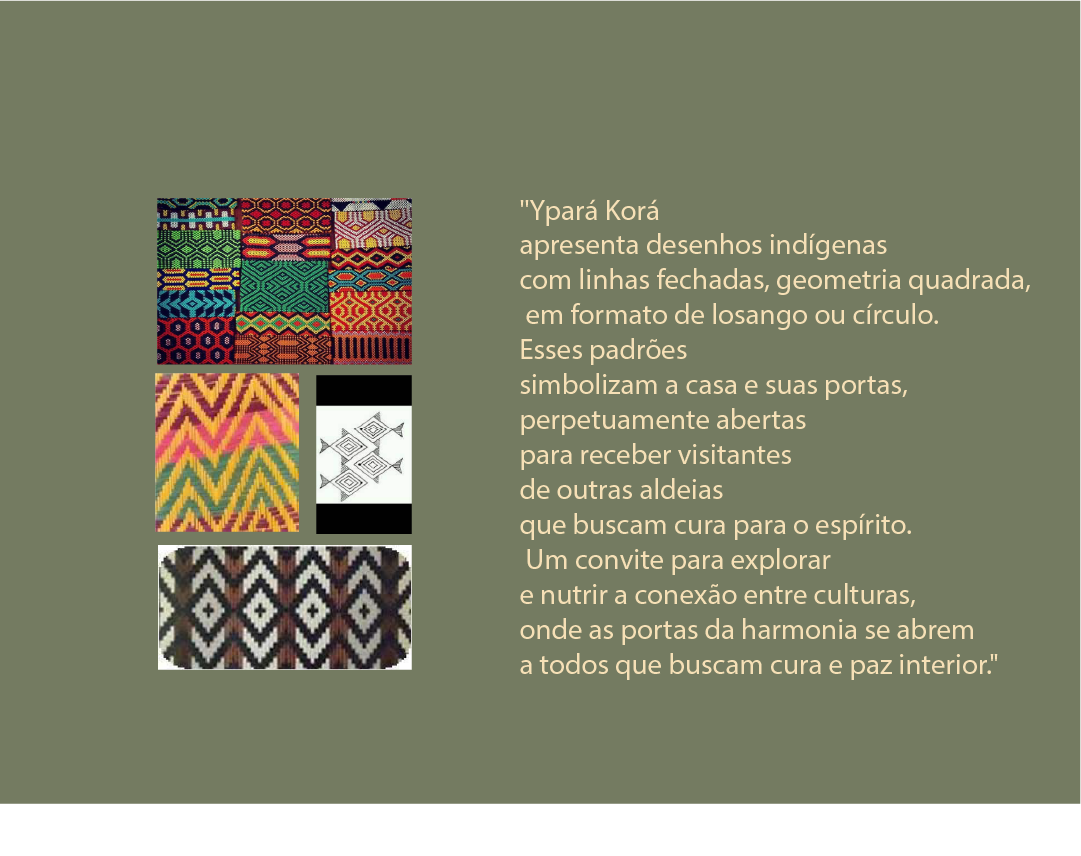 "Ypará Korá
apresenta desenhos indígenas
com linhas fechadas, geometria quadrada,
em formato de losango ou círculo.
Esses padrões
simbolizam a casa e suas portas,
perpetuamente abertas
para receber visitantes
de outras aldeias
que buscam cura para o espírito.
Um convite para explorar
e nutrir a conexão entre culturas,
onde as portas da harmonia se abrem
a todos que buscam cura e paz interior."